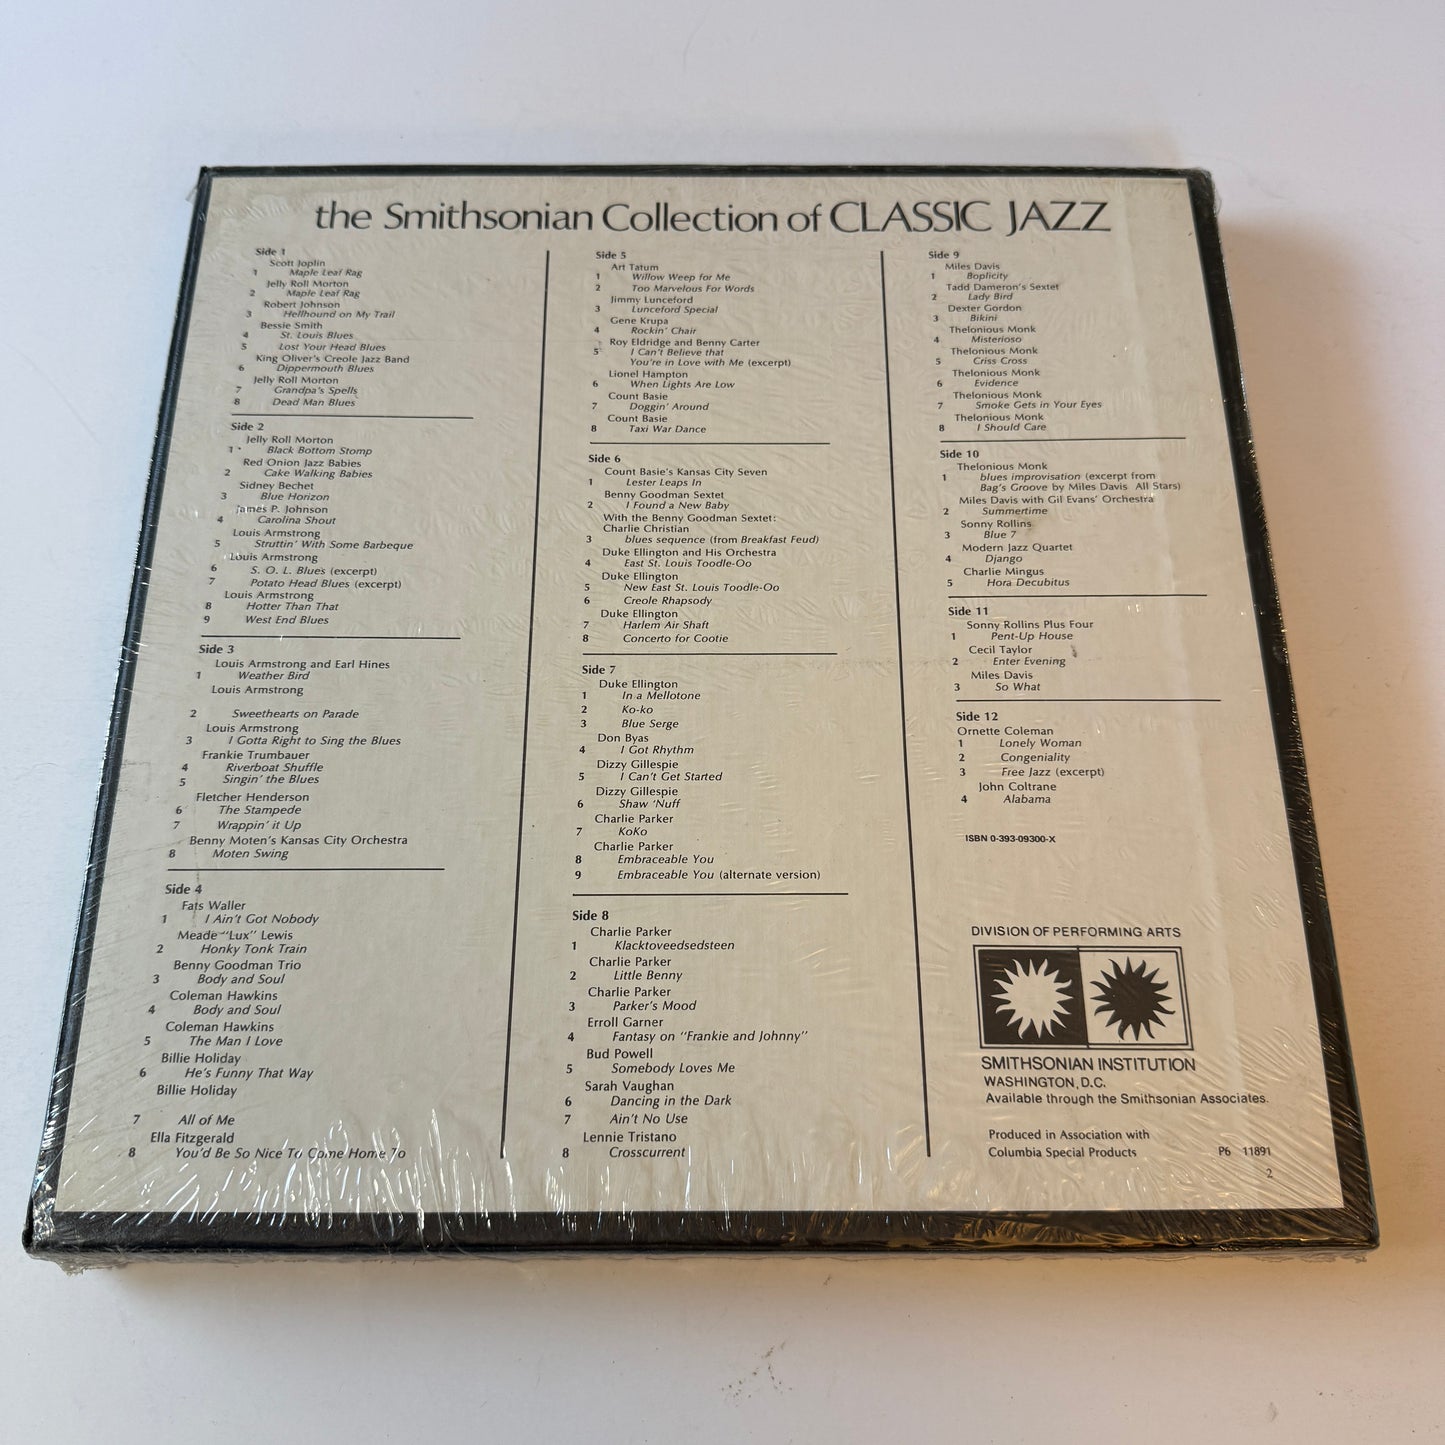 the Smithsonian Collection of CLASSIC JAZZ
Side 1
Scott Joplin
1 Maple Leaf Rag
Jelly Roll Morton
2 Maple Leaf Rag
Robert Johnson
3 Hellhound on My Trail
Bessie Smith
4 St. Louis Blues
5 Lost Your Head Blues
King Oliver's Creole Jazz Band
6 Dippermouth Blues
Jelly Roll Morton
7 Grandpa's Spells
8 Dead Man Blues
Side 2
Jelly Roll Morton
1 Black Bottom Stomp
Red Onion Jazz Babies
2 Cake Walking Babies
Sidney Bechet
3 Blue Horizon
James P. Johnson
4 Carolina Shout
Louis Armstrong
5 Struttin' With Some Barbeque
Louis Armstrong
6 S. O. L. Blues (excerpt)
7 Potato Head Blues (excerpt)
Louis Armstrong
8 Hotter Than That
9 West End Blues
Side 3
Louis Armstrong and Earl Hines
1 Weather Bird
Louis Armstrong
2 Sweethearts on Parade
Louis Armstrong
3 I Gotta Right to Sing the Blues
Frankie Trumbauer
4 Riverboat Shuffle
5 Singin' the Blues
Fletcher Henderson
6 The Stampede
7 Wrappin' it Up
Benny Moten's Kansas City Orchestra
8 Moten Swing
Side 4
Fats Waller
1 I Ain't Got Nobody
Meade "Lux" Lewis
2 Honky Tonk Train
Benny Goodman Trio
3 Body and Soul
Coleman Hawkins
4 Body and Soul
Coleman Hawkins
5 The Man I Love
Billie Holiday
6 He's Funny That Way
Billie Holiday
7 All of Me
Ella Fitzgerald
8 You'd Be So Nice To Come Home To
Side 5
Art Tatum
1 Willow Weep for Me
2 Too Marvelous For Words
Jimmy Lunceford
3 Lunceford Special
Gene Krupa
4 Rockin' Chair
Roy Eldridge and Benny Carter
5 I Can't Believe that
You're in Love with Me (excerpt)
Lionel Hampton
6 When Lights Are Low
Count Basie
7 Doggin' Around
Count Basie
8 Taxi War Dance
Side 6
Count Basie's Kansas City Seven
1 Lester Leaps In
Benny Goodman Sextet
2 I Found a New Baby
With the Benny Goodman Sextet:
Charlie Christian
3 blues sequence (from Breakfast Feud)
Duke Ellington and His Orchestra
4 East St. Louis Toodle-Oo
Duke Ellington
5 New East St. Louis Toodle-Oo
6 Creole Rhapsody
Duke Ellington
7 Harlem Air Shaft
8 Concerto for Cootie
Side 7
Duke Ellington
1 In a Mellotone
2 Ko-ko
3 Blue Serge
Don Byas
4 I Got Rhythm
Dizzy Gillespie
5 I Can't Get Started
Dizzy Gillespie
6 Shaw 'Nuff
Charlie Parker
7 KoKo
Charlie Parker
8 Embraceable You
9 Embraceable You (alternate version)
Side 8
Charlie Parker
1 Klacktoveedsedsteen
Charlie Parker
2 Little Benny
Charlie Parker
3 Parker's Mood
Erroll Garner
4 Fantasy on "Frankie and Johnny"
Bud Powell
5 Somebody Loves Me
Sarah Vaughan
6 Dancing in the Dark
7 Ain't No Use
Lennie Tristano
8 Crosscurrent
Side 9
Miles Davis
1 Boplicity
Tadd Dameron's Sextet
2 Lady Bird
Dexter Gordon
3 Bikini
Thelonious Monk
4 Misterioso
Thelonious Monk
5 Criss Cross
Thelonious Monk
6 Evidence
Thelonious Monk
7 Smoke Gets in Your Eyes
Thelonious Monk
8 I Should Care
Side 10
Thelonious Monk
1 blues improvisation (excerpt from
Bag's Groove by Miles Davis All Stars)
Miles Davis with Gil Evans' Orchestra
2 Summertime
Sonny Rollins
3 Blue 7
Modern Jazz Quartet
4 Django
Charlie Mingus
5 Hora Decubitus
Side 11
Sonny Rollins Plus Four
1 Pent-Up House
Cecil Taylor
2 Enter Evening
Miles Davis
3 So What
Side 12
Ornette Coleman
1 Lonely Woman
2 Congeniality
3 Free Jazz (excerpt)
John Coltrane
4 Alabama
ISBN 0-393-09300-X
DIVISION OF PERFORMING ARTS
SMITHSONIAN INSTITUTION
WASHINGTON, D.C.
Available through the Smithsonian Associates.
Produced in Association with
Columbia Special Products P6 11891
2